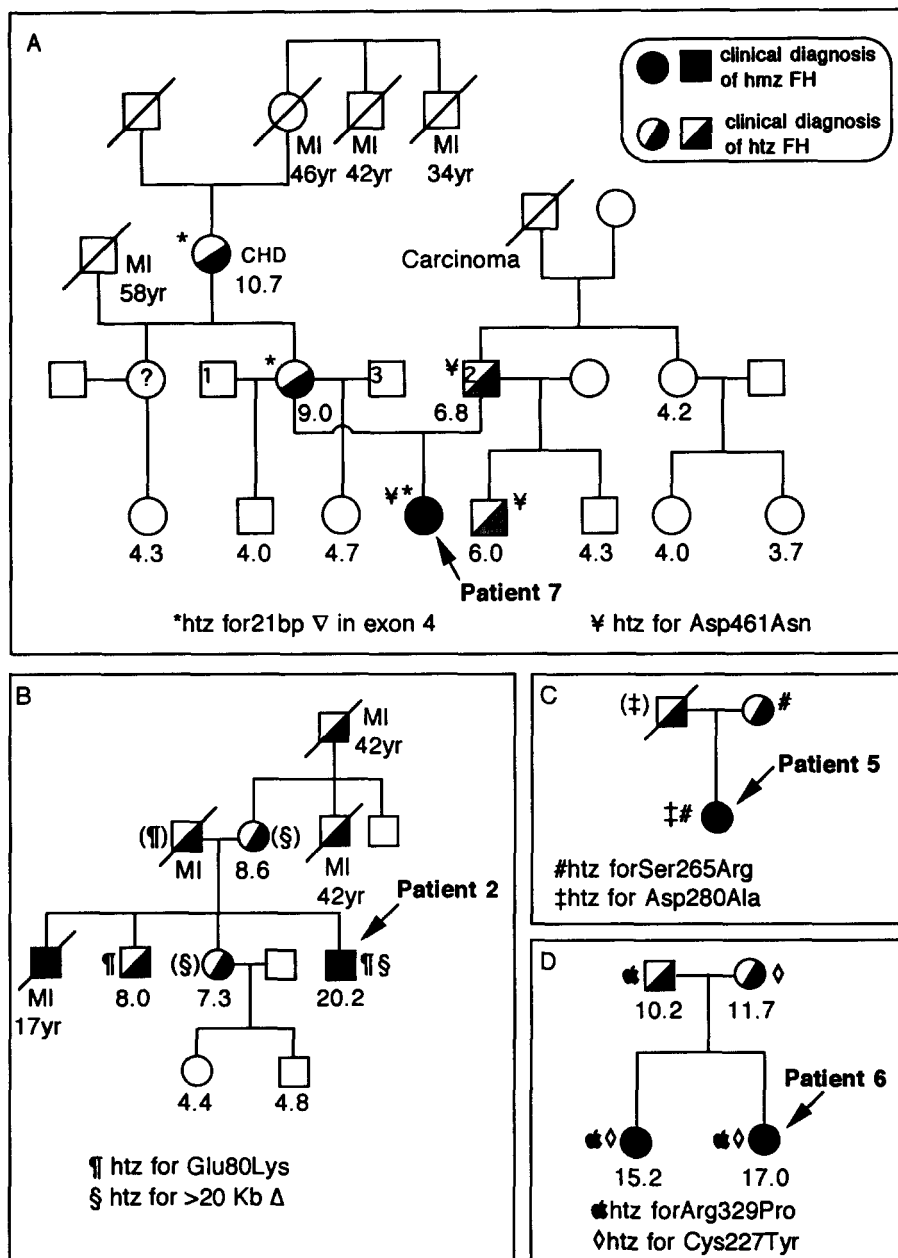 A
clinical diagnosis
of hmz FH
clinical diagnosis
of htz FH
MI MI MI
46yr 42yr 34yr
* CHD
10.7
MI
58yr
Carcinoma
? 1 * 3 ¥ 2
9.0 6.8 4.2
¥* ¥
4.3 4.0 4.7 6.0 4.3 4.0 3.7
Patient 7
*htz for21bp ∇ in exon 4
¥ htz for Asp461Asn
B
MI
42yr
(¶) (§)
MI 8.6 MI
42yr
Patient 2
¶ (§) ¶ §
MI 8.0 7.3 20.2
17yr
4.4 4.8
¶ htz for Glu80Lys
§ htz for >20 Kb Δ
C
(‡) #
Patient 5
‡#
#htz forSer265Arg
‡htz for Asp280Ala
D
◊
10.2 11.7
Patient 6
◊ ◊
15.2 17.0
htz forArg329Pro
◊htz for Cys227Tyr